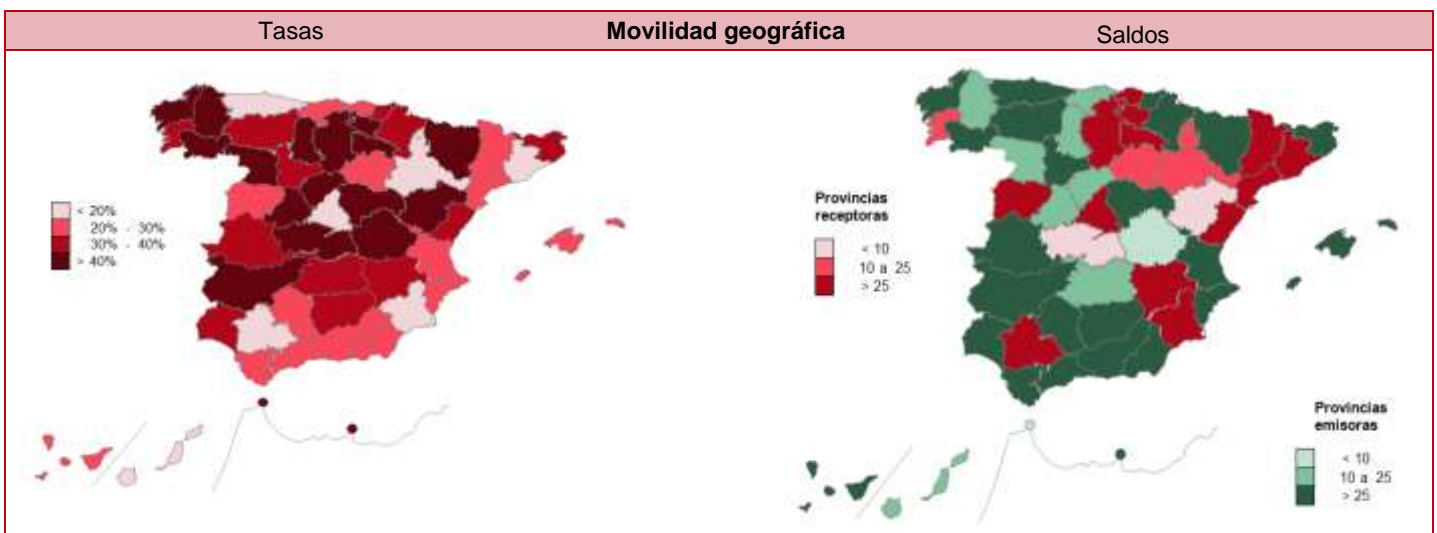 Tasas
Movilidad geográfica
Saldos
< 20%
20% - 30%
30% - 40%
> 40%
Provincias
receptoras
< 10
10 a 25
> 25
Provincias
emisoras
< 10
10 a 25
> 25